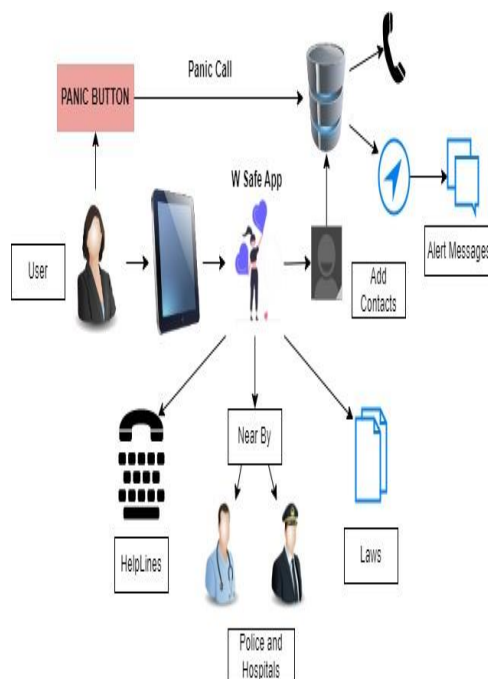 Panic Call
PANIC BUTTON
W Safe App
User
Add
Contacts
Alert Messages
Near By
HelpLines
Laws
Police and
Hospitals